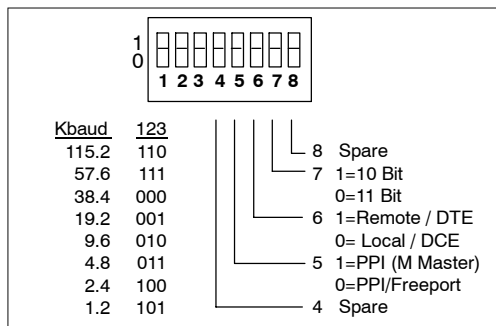 1
0
1 2 3 4 5 6 7 8
Kbaud 123
115.2 110
57.6 111
38.4 000
19.2 001
9.6 010
4.8 011
2.4 100
1.2 101
8 Spare
7 1=10 Bit
0=11 Bit
6 1=Remote / DTE
0= Local / DCE
5 1=PPI (M Master)
0=PPI/Freeport
4 Spare